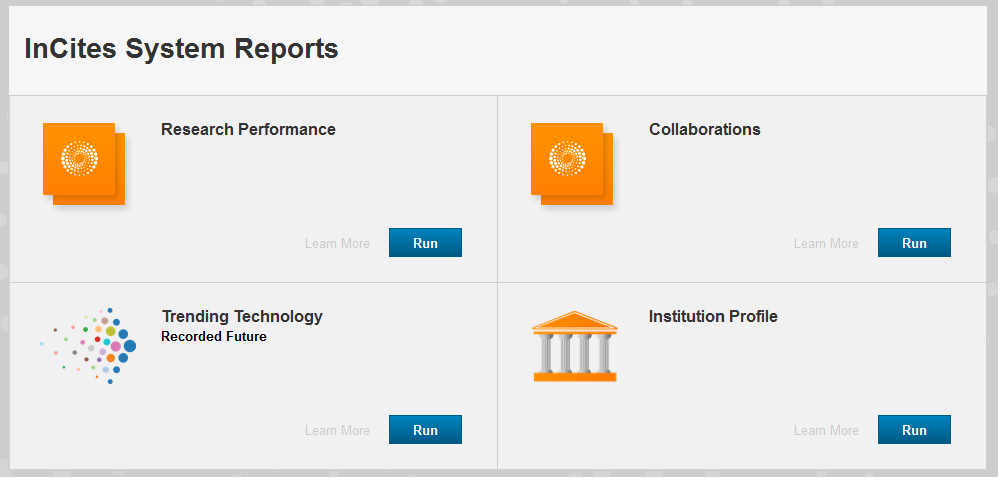 InCites System Reports
Research Performance
Learn More
Run
Collaborations
Learn More
Run
Trending Technology
Recorded Future
Learn More
Run
Institution Profile
Learn More
Run